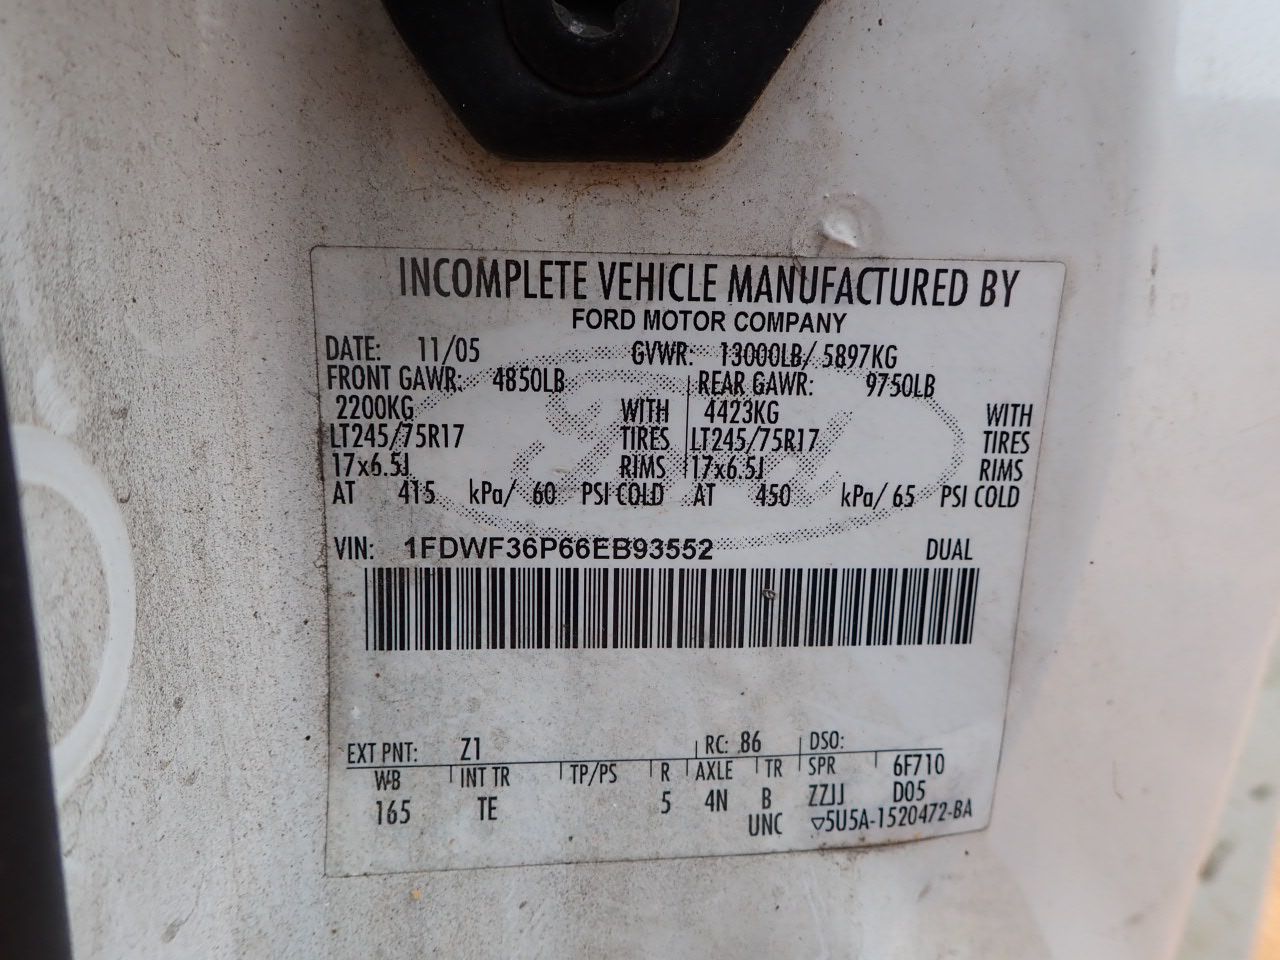 INCOMPLETE VEHICLE MANUFACTURED BY
FORD MOTOR COMPANY
DATE: 11/05 GVWR: 13000LB/ 5897KG
FRONT GAWR: 4850LB REAR GAWR: 9750LB
2200KG WITH 4423KG WITH
LT245/75R17 TIRES LT245/75R17 TIRES
17x6.5J RIMS 17x6.5J RIMS
AT 415 kPa/ 60 PSI COLD AT 450 kPa/ 65 PSI COLD
VIN: 1FDWF36P66EB93552 DUAL
EXT PNT: Z1 RC: 86 DSO:
WB INT TR TP/PS R AXLE TR SPR 6F710
165 TE 5 4N B ZZJJ D05
UNC ▽5U5A-1520472-BA